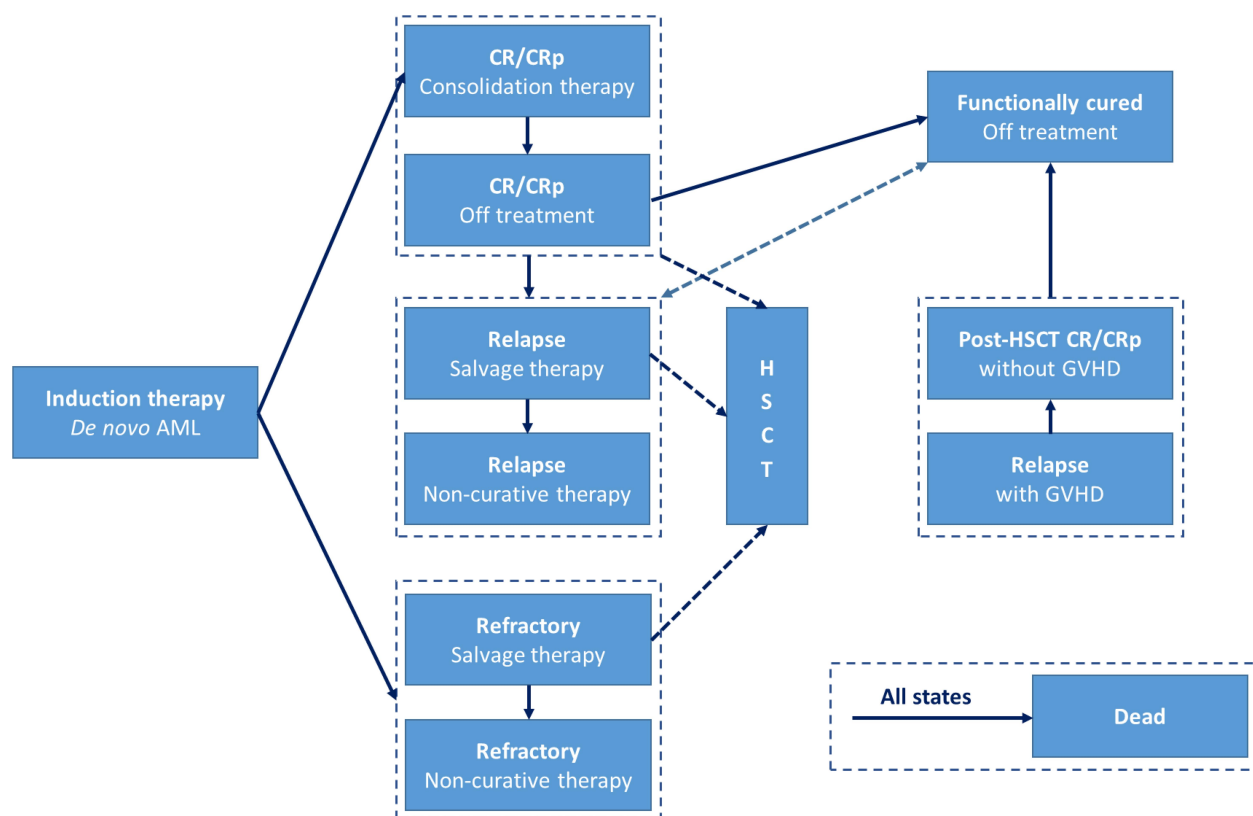 CR/CRp
Consolidation therapy
CR/CRp
Off treatment
Functionally cured
Off treatment
Relapse
Salvage therapy
Relapse
Non-curative therapy
H
S
C
T
Post-HSCT CR/CRp
without GVHD
Relapse
with GVHD
Induction therapy
De novo AML
Refractory
Salvage therapy
Refractory
Non-curative therapy
All states
Dead